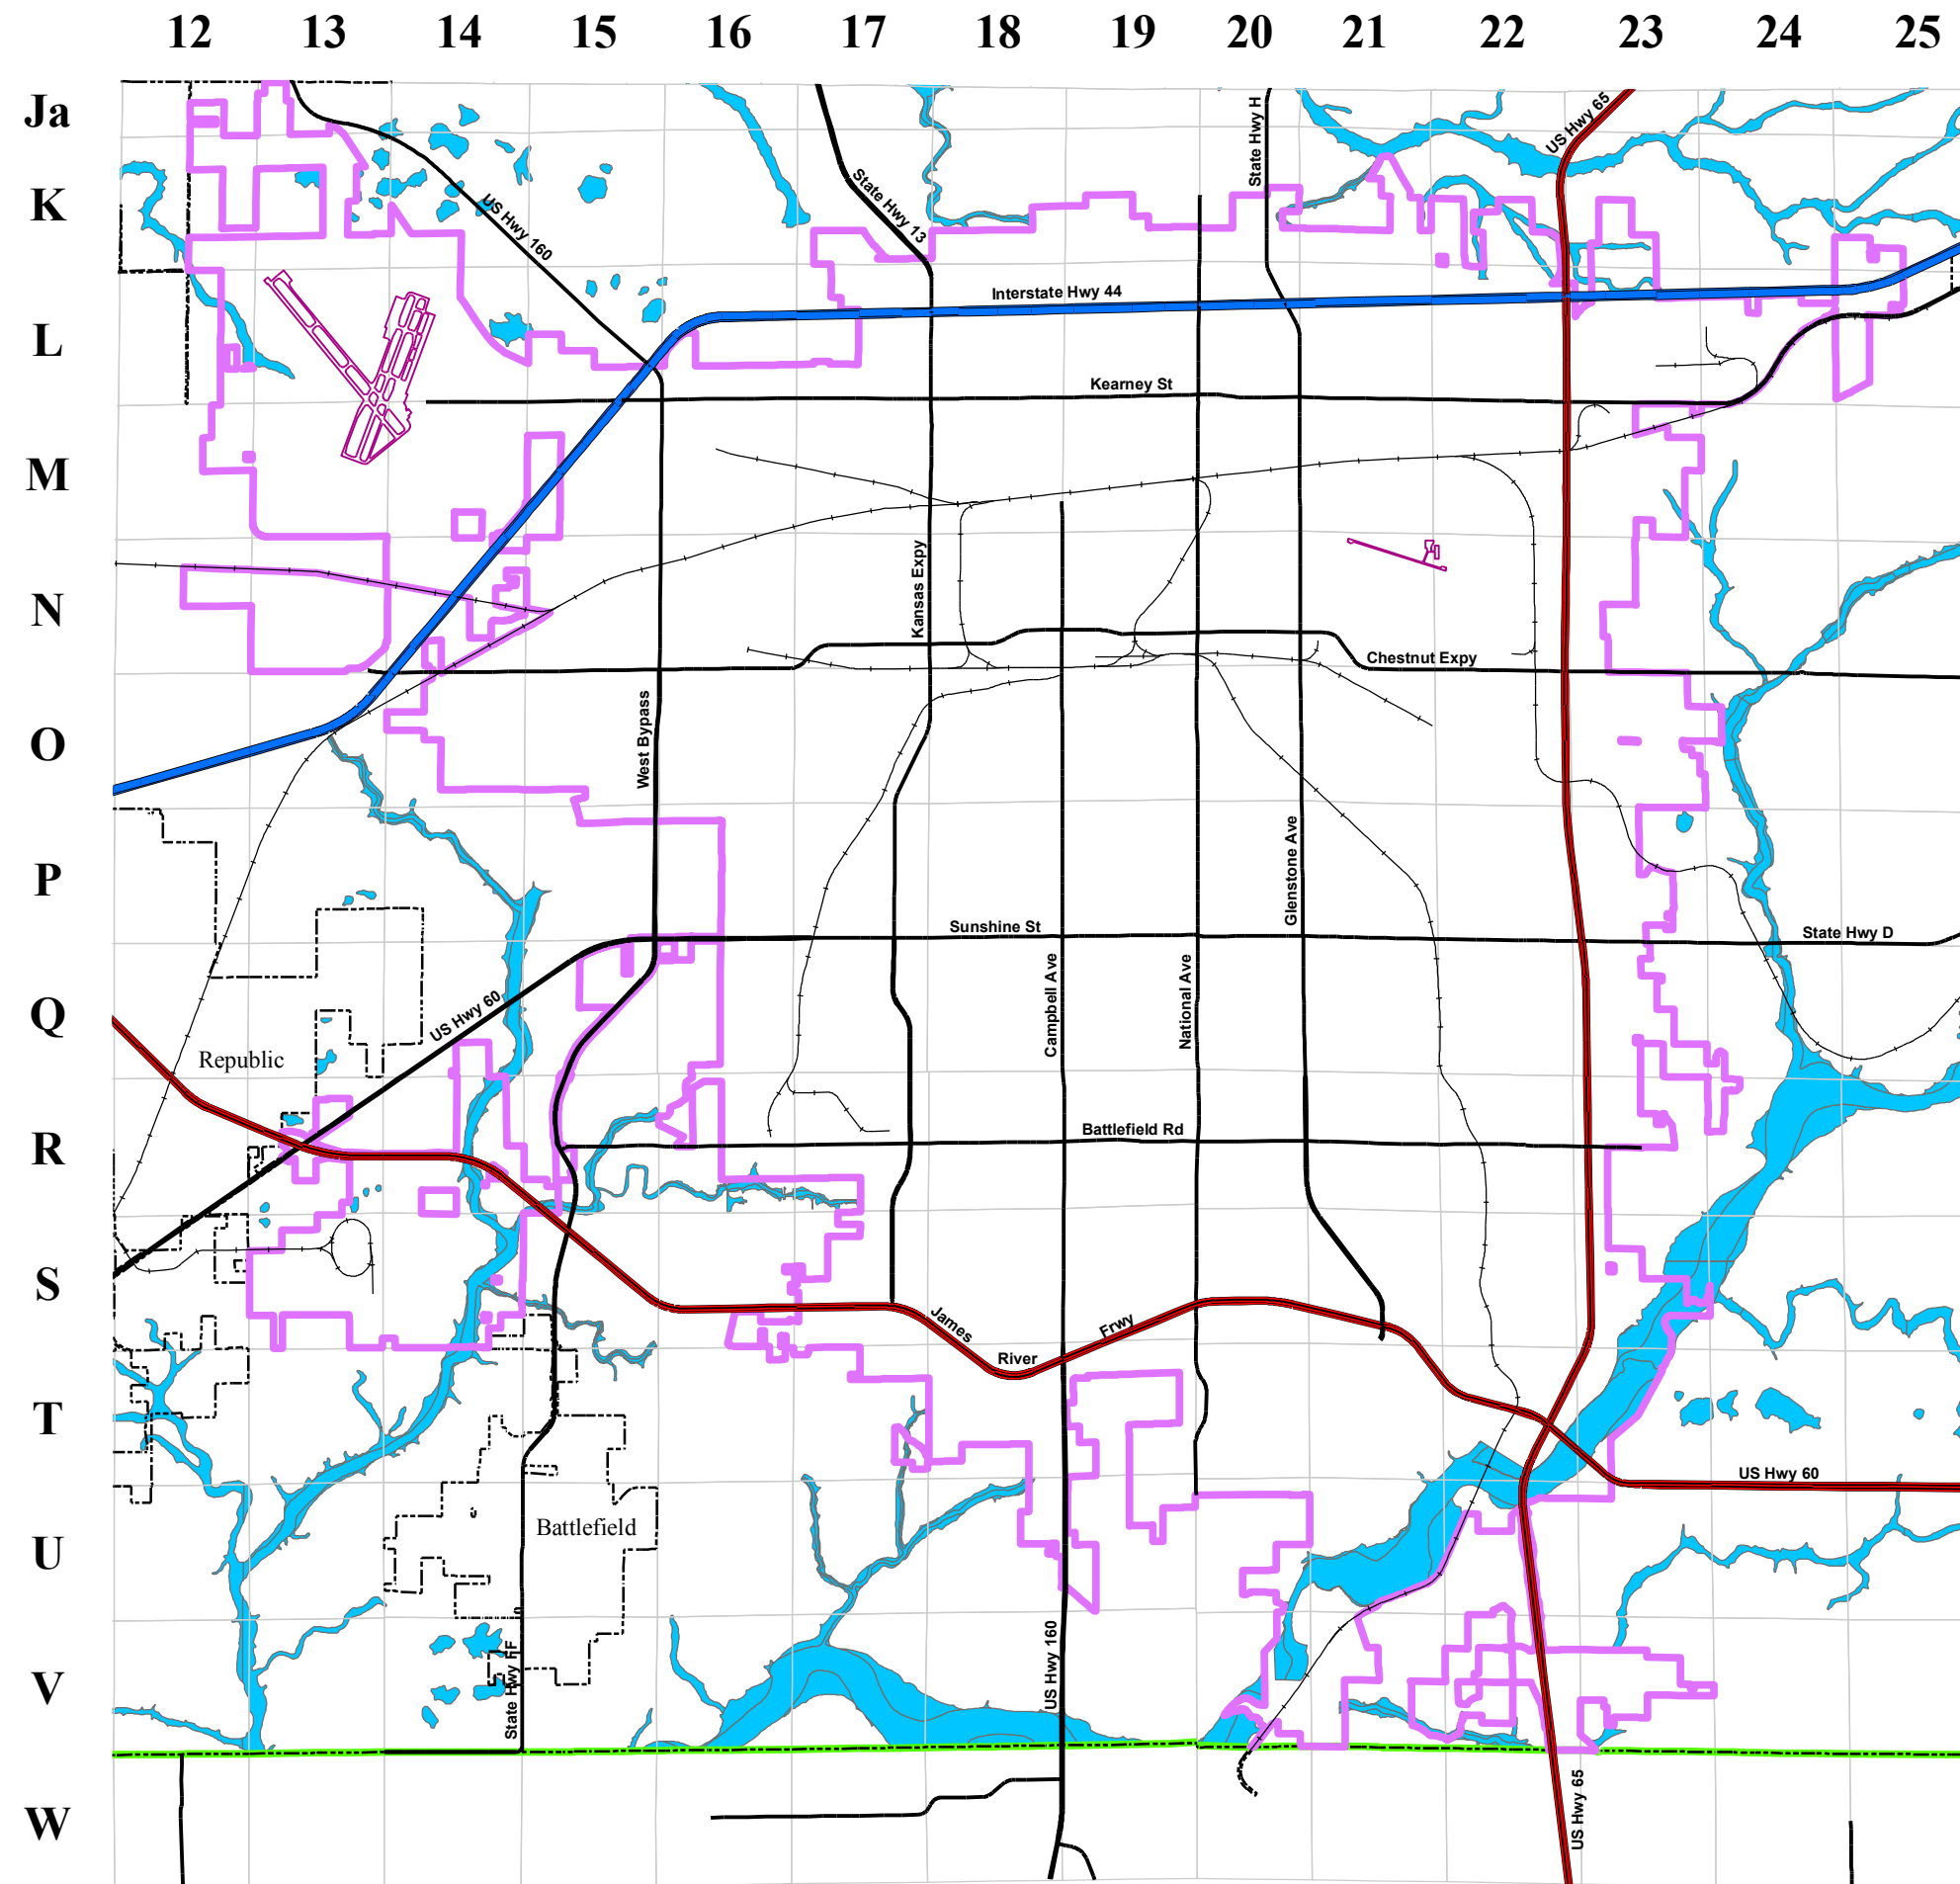 12 13 14 15 16 17 18 19 20 21 22 23 24 25
Ja
US Hwy 65
State Hwy H
K
US Hwy 160
State Hwy 13
Interstate Hwy 44
L
Kearney St
M
N
Kansas Expy
Chestnut Expy
O
West Bypass
P
Glenstone Ave
Sunshine St
State Hwy D
Q
US Hwy 60
Campbell Ave
National Ave
Republic
R
Battlefield Rd
S
James
River
Frwy
T
US Hwy 60
U
Battlefield
V
State Hwy FF
US Hwy 160
W
US Hwy 65